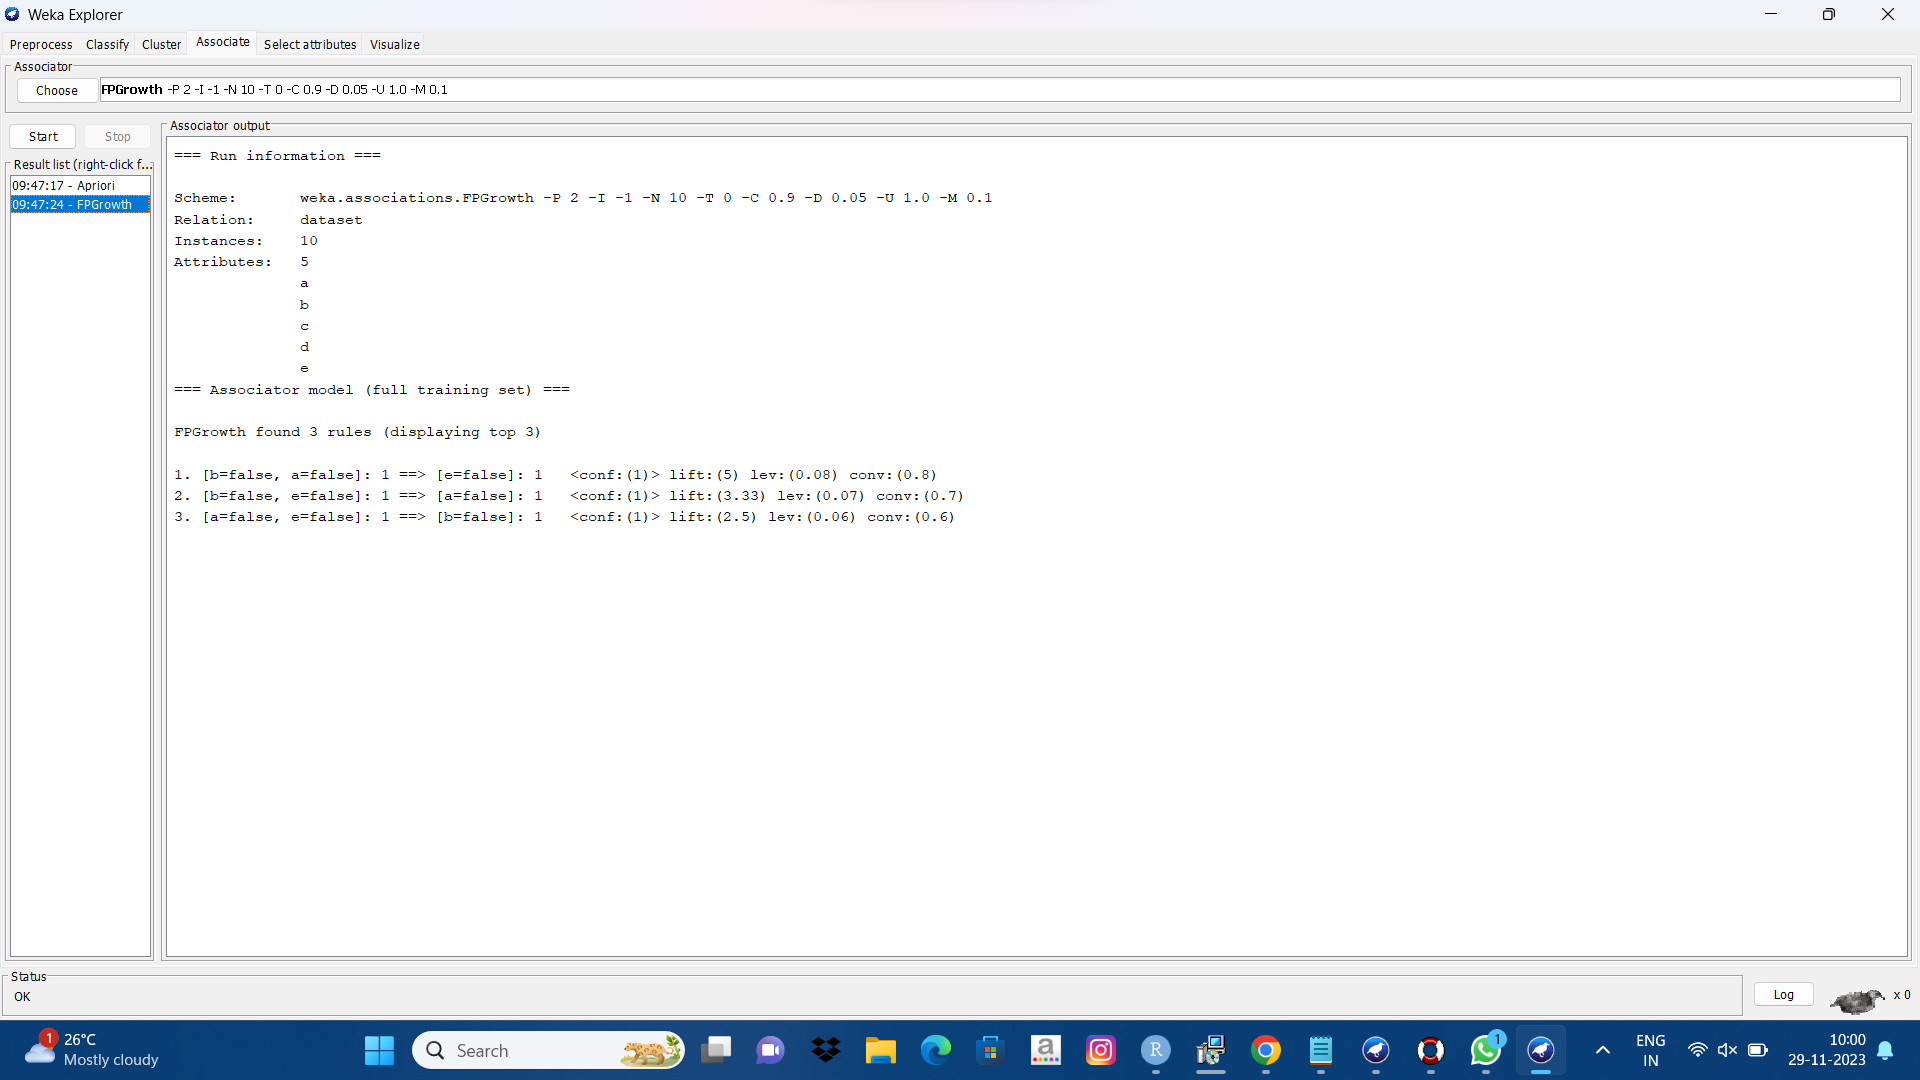 Weka Explorer
Preprocess Classify Cluster Associate Select attributes Visualize
Associator
Choose FPGrowth -P 2 -I -1 -N 10 -T 0 -C 0.9 -D 0.05 -U 1.0 -M 0.1
Start Stop
Result list (right-click f...
09:47:17 - Apriori
09:47:24 - FPGrowth
Associator output
=== Run information ===
Scheme: weka.associations.FPGrowth -P 2 -I -1 -N 10 -T 0 -C 0.9 -D 0.05 -U 1.0 -M 0.1
Relation: dataset
Instances: 10
Attributes: 5
a
b
c
d
e
=== Associator model (full training set) ===
FPGrowth found 3 rules (displaying top 3)
1. [b=false, a=false]: 1 ==> [e=false]: 1 <conf:(1)> lift:(5) lev:(0.08) conv:(0.8)
2. [b=false, e=false]: 1 ==> [a=false]: 1 <conf:(1)> lift:(3.33) lev:(0.07) conv:(0.7)
3. [a=false, e=false]: 1 ==> [b=false]: 1 <conf:(1)> lift:(2.5) lev:(0.06) conv:(0.6)
Status
OK
Log
x 0
1
26°C
Mostly cloudy
Search
a
R
1
ENG
IN
10:00
29-11-2023